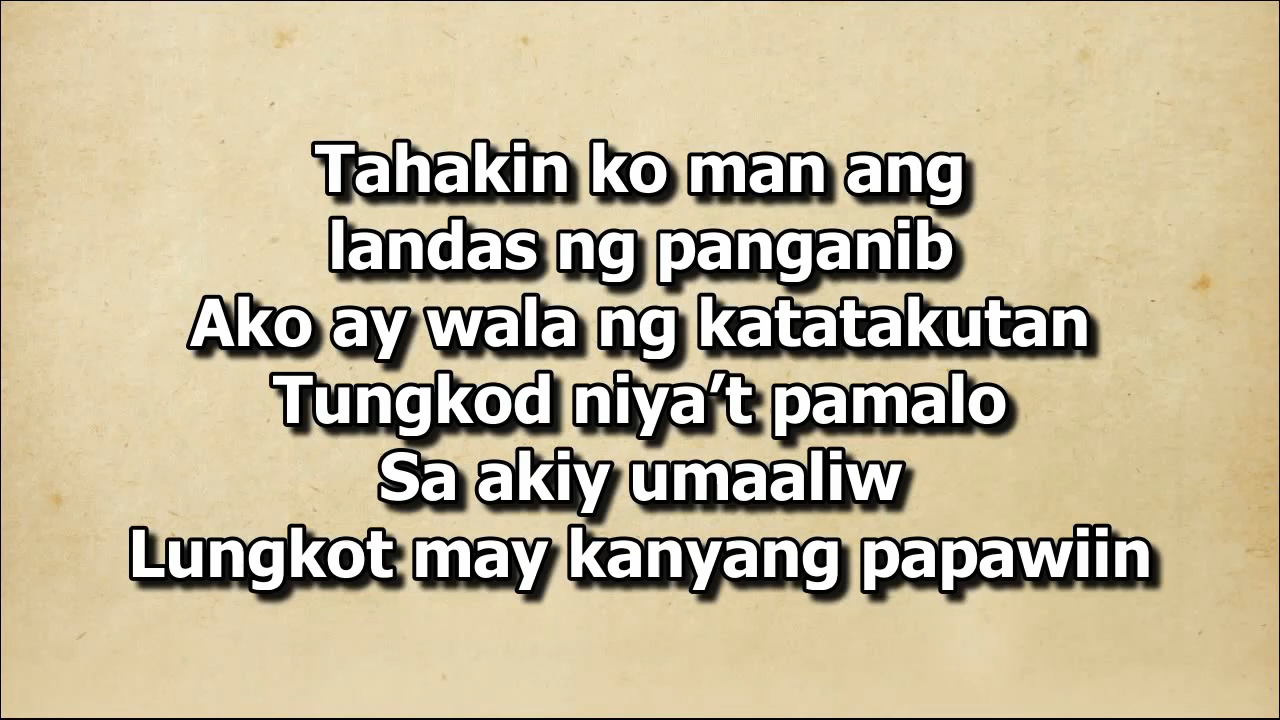 Tahakin ko man ang
landas ng panganib
Ako ay wala ng katatakutan
Tungkod niya’t pamalo
Sa akiy umaaliw
Lungkot may kanyang papawiin